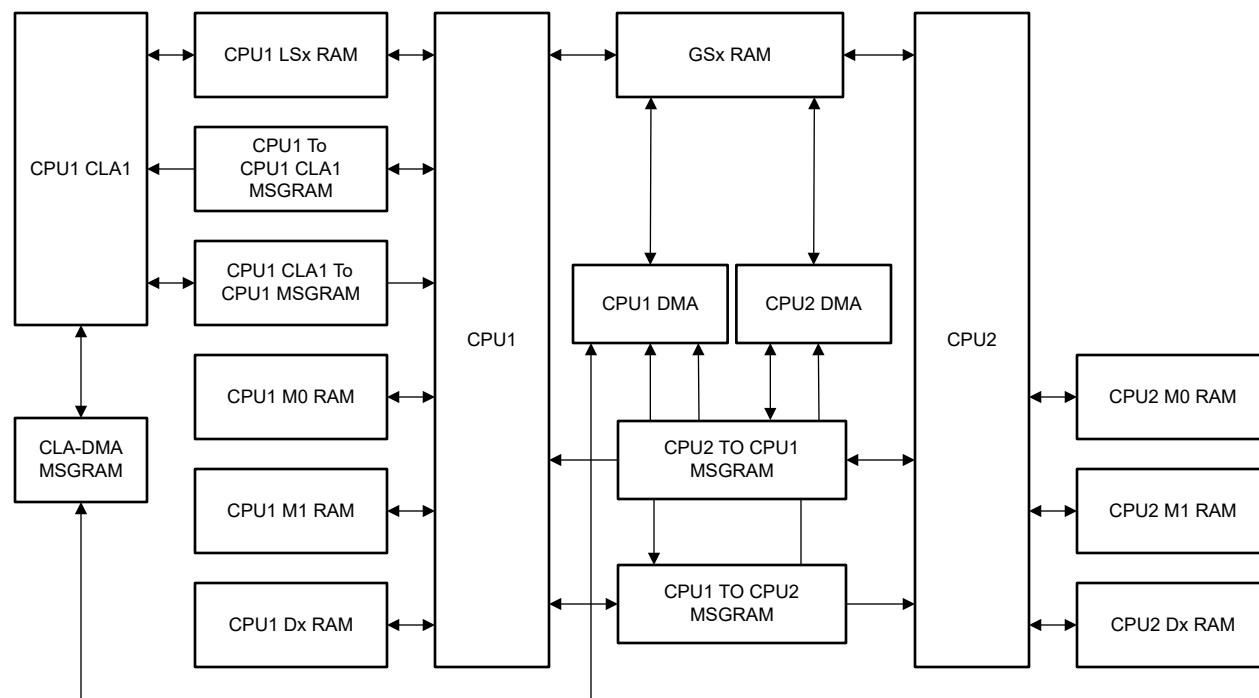 CPU1 CLA1
CPU1 LSx RAM
CPU1 To
CPU1 CLA1
MSGRAM
CPU1 CLA1 To
CPU1 MSGRAM
CLA-DMA
MSGRAM
CPU1 M0 RAM
CPU1 M1 RAM
CPU1 Dx RAM
CPU1
GSx RAM
CPU1 DMA
CPU2 DMA
CPU2 TO CPU1
MSGRAM
CPU1 TO CPU2
MSGRAM
CPU2
CPU2 M0 RAM
CPU2 M1 RAM
CPU2 Dx RAM